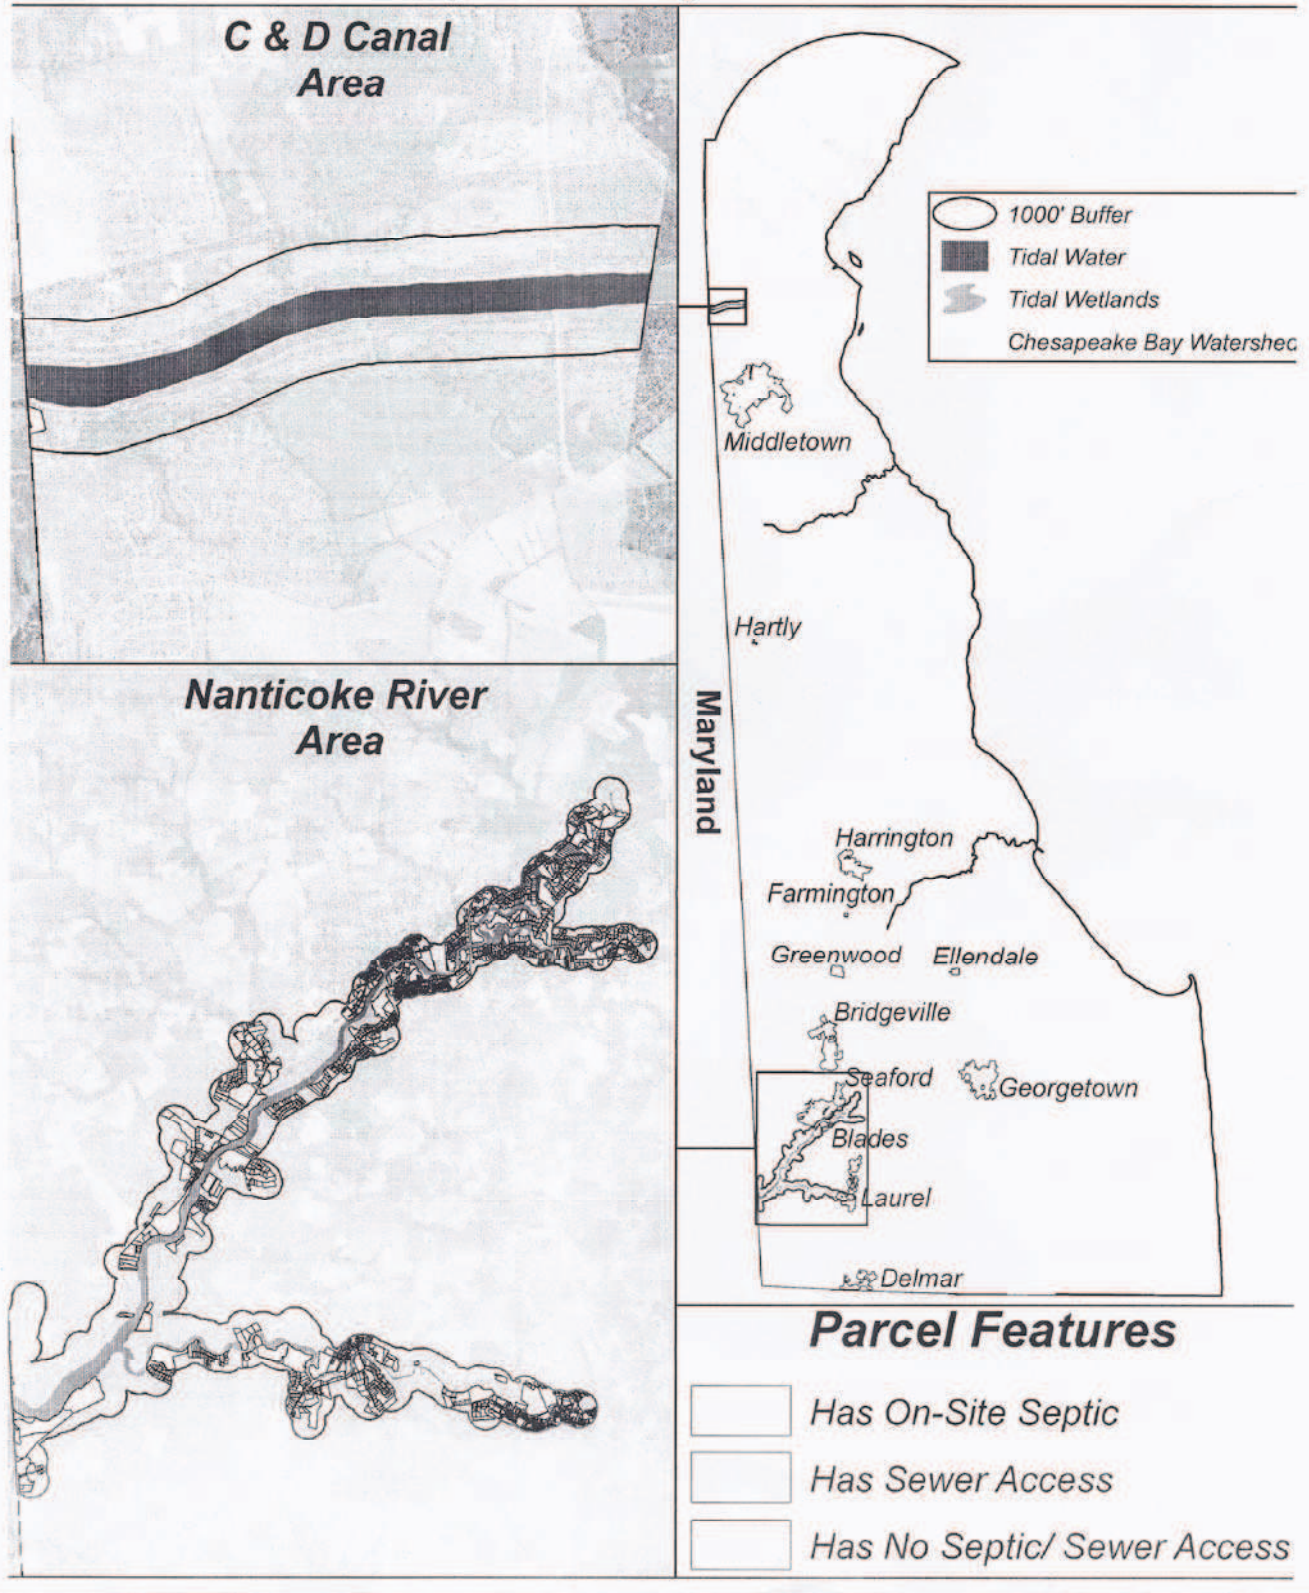 C & D Canal
Area
1000' Buffer
Tidal Water
Tidal Wetlands
Chesapeake Bay Watershed
Middletown
Hartly
Nanticoke River
Area
Maryland
Harrington
Farmington
Greenwood
Ellendale
Bridgeville
Seaford
Georgetown
Blades
Laurel
Delmar
Parcel Features
Has On-Site Septic
Has Sewer Access
Has No Septic/ Sewer Access